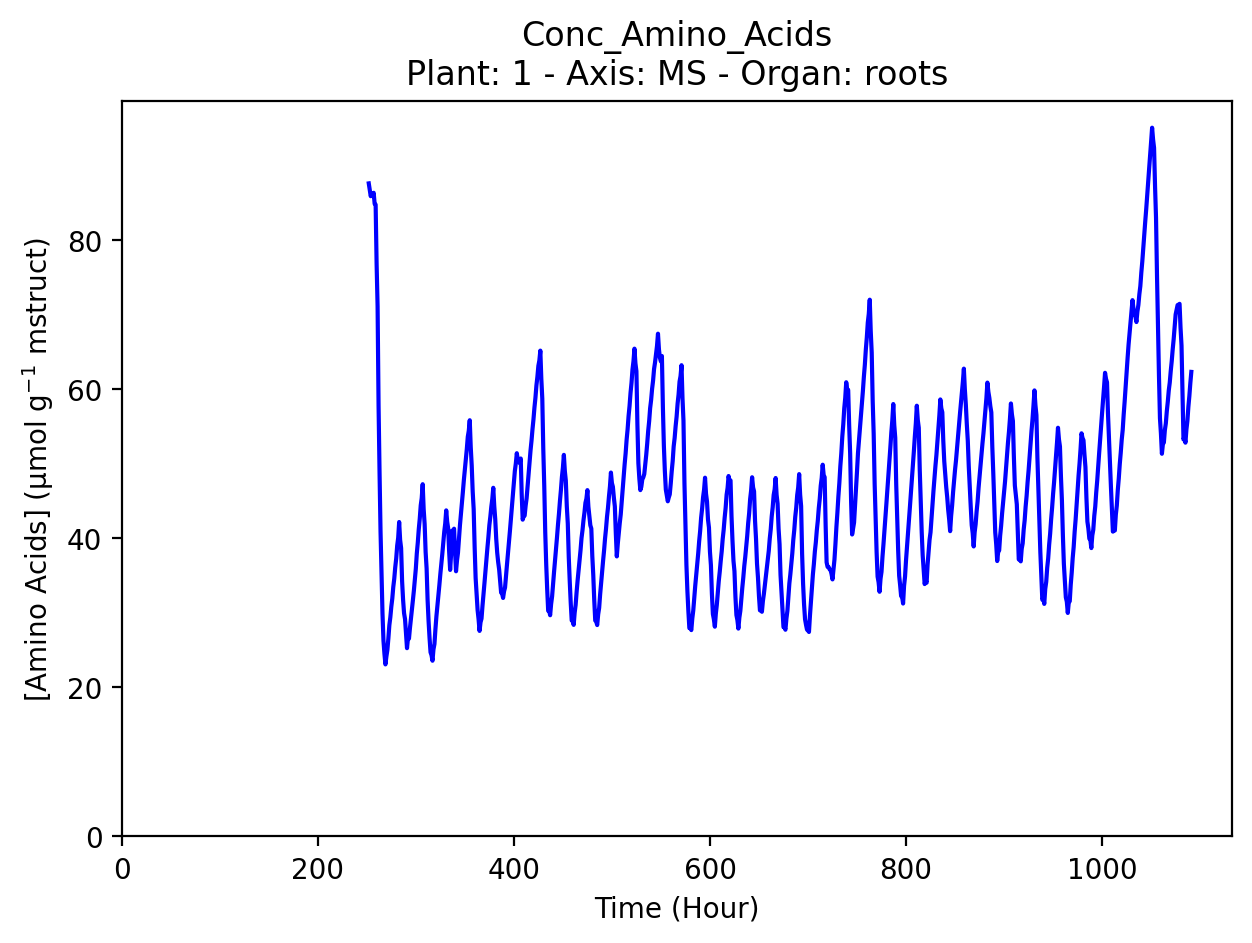 Conc_Amino_Acids
Plant: 1 - Axis: MS - Organ: roots
[Amino Acids] (µmol g⁻¹ mstruct)
80
60
40
20
0
0 200 400 600 800 1000
Time (Hour)